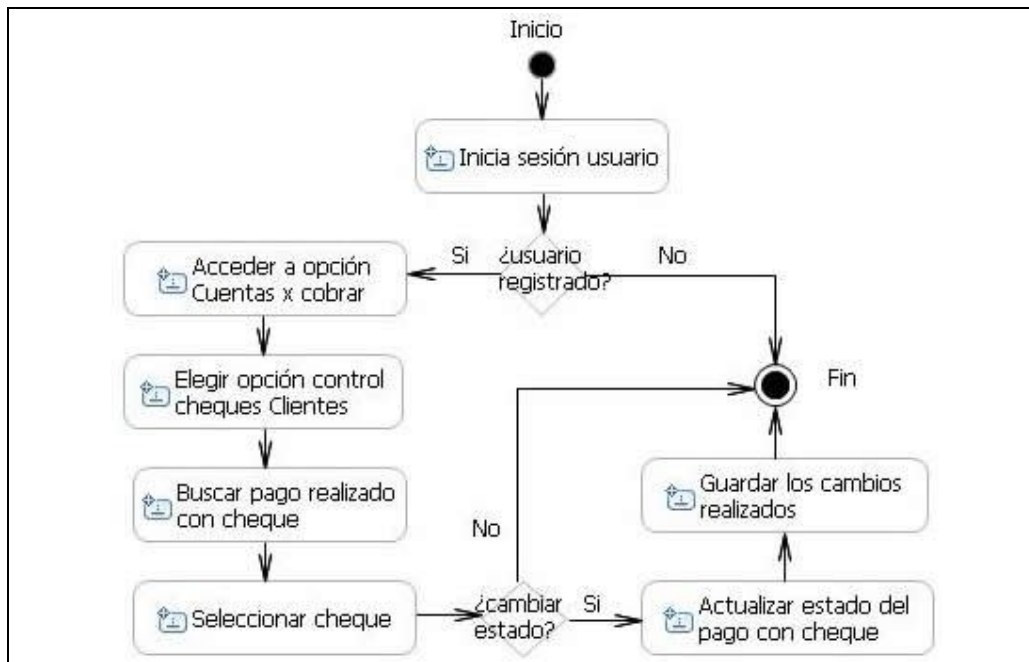 Inicio
Inicia sesión usuario
Si
¿usuario
registrado?
No
Acceder a opción
Cuentas x cobrar
Elegir opción control
cheques Clientes
Fin
Buscar pago realizado
con cheque
Guardar los cambios
realizados
No
Seleccionar cheque
¿cambiar
estado?
Si
Actualizar estado del
pago con cheque